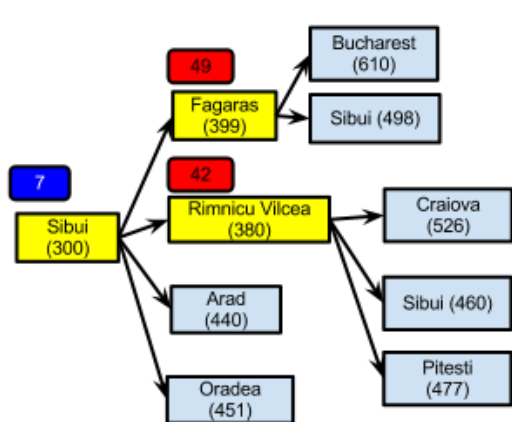 49
Bucharest
(610)
Fagaras
(399)
Sibui (498)
7
42
Rimnicu Vilcea
(380)
Craiova
(526)
Sibui
(300)
Arad
(440)
Sibui (460)
Oradea
(451)
Pitesti
(477)